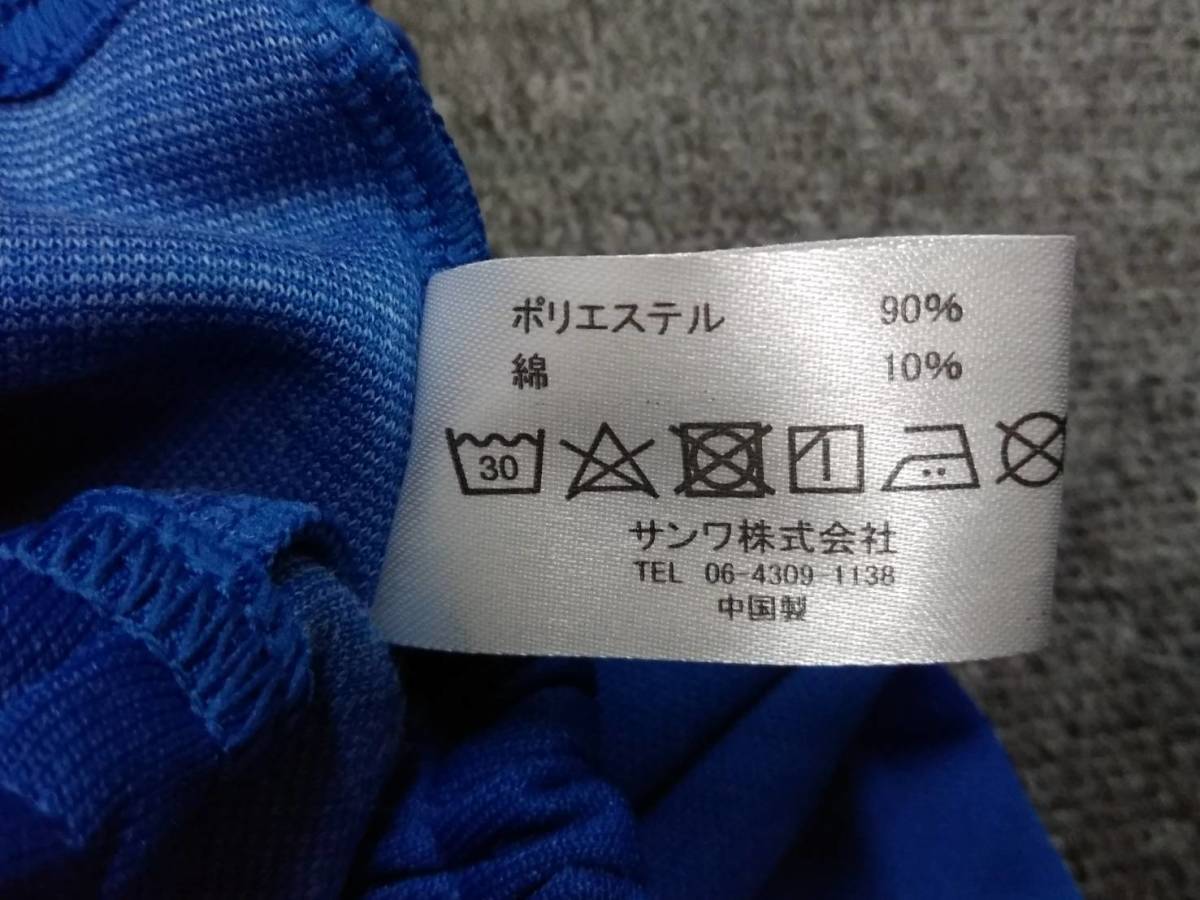 ポリエステル 90%
綿 10%
30
サンワ株式会社
TEL 06-4309-1138
中国製